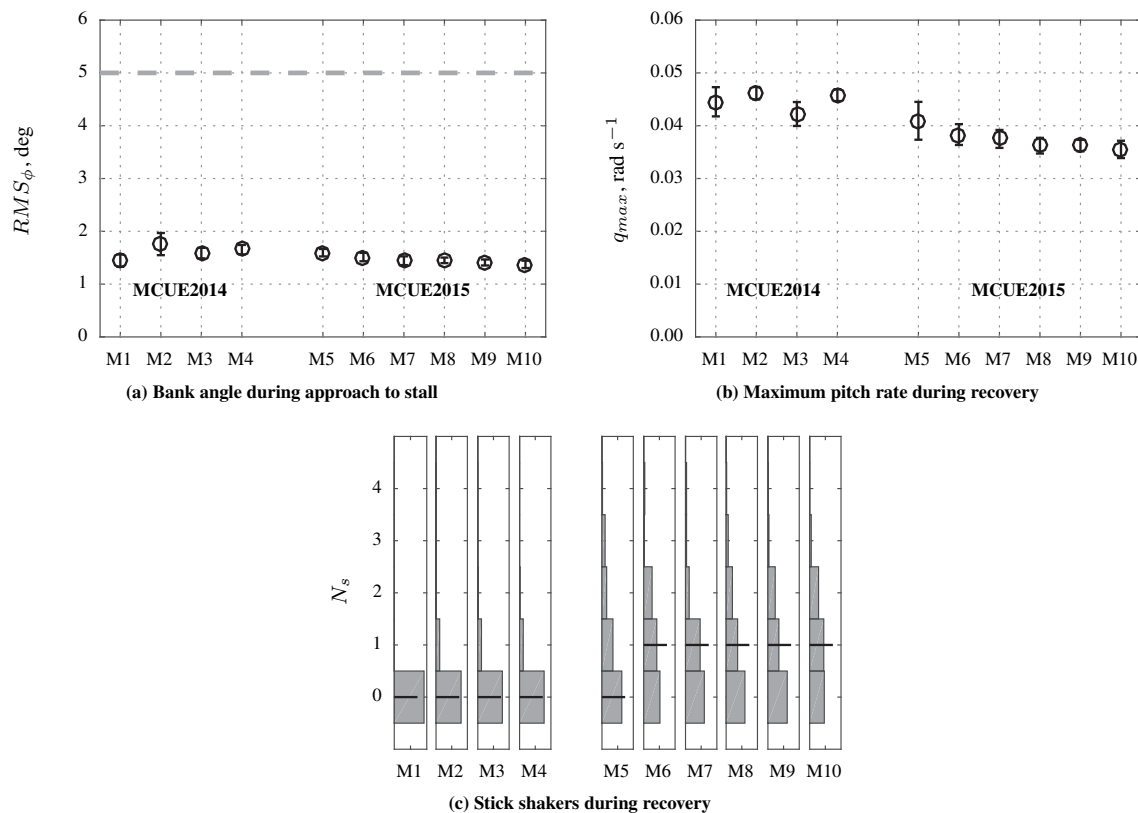 6
5
4
3
2
1
0
RMSϕ, deg
MCUE2014
MCUE2015
M1 M2 M3 M4 M5 M6 M7 M8 M9 M10
(a) Bank angle during approach to stall
0.06
0.05
0.04
0.03
0.02
0.01
0.00
qmax, rad s−1
MCUE2014
MCUE2015
M1 M2 M3 M4 M5 M6 M7 M8 M9 M10
(b) Maximum pitch rate during recovery
4
3
2
1
0
Ns
M1 M2 M3 M4 M5 M6 M7 M8 M9 M10
(c) Stick shakers during recovery